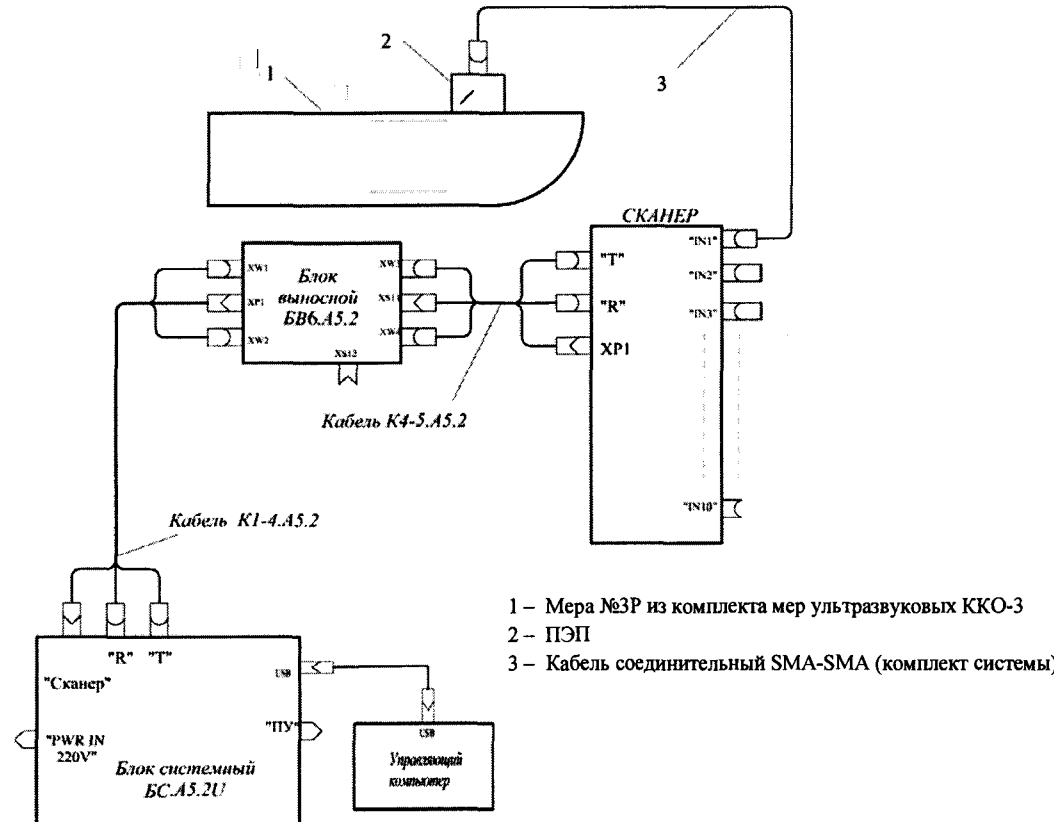 2
1
3
СКАНЕР
"IN1"
"IN2"
"IN3"
"IN10"
"T"
"R"
XP1
Блок
выносной
БВ6.А5.2
XW1
XP1
XW2
XW3
XS11
XW4
XS12
Кабель К4-5.А5.2
Кабель К1-4.А5.2
"R" "T"
"Сканер"
USB
"ПУ"
"PWR IN
220V"
Блок системный
БС.А5.2U
USB
Управляющий
компьютер
1 – Мера №3Р из комплекта мер ультразвуковых ККО-3
2 – ПЭП
3 – Кабель соединительный SMA-SMA (комплект системы)